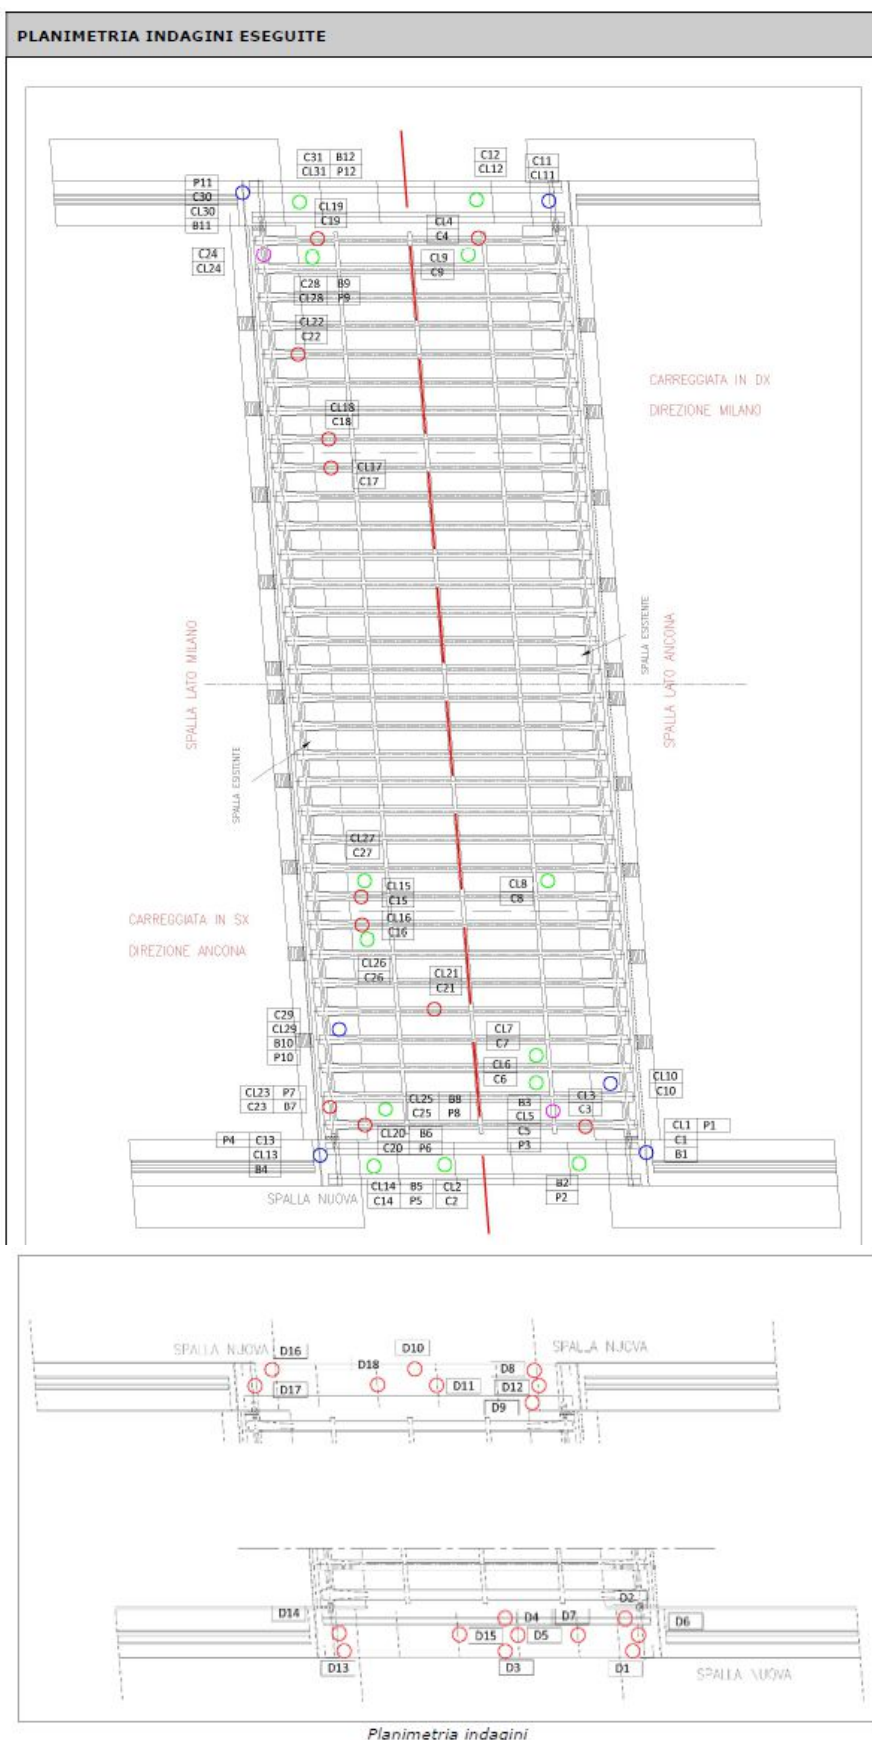 PLANIMETRIA INDAGINI ESEGUITE
C31 B12
CL31 P12
C12
CL12
C11
CL11
P11
C30
CL30
B11
CL19
C19
CL4
C4
C24
CL24
CL9
C9
C28 B9
CL28 P9
CL22
C22
CARREGGIATA IN DX
DIREZIONE MILANO
CL18
C18
CL17
C17
SPALLA LATO MILANO
SPALLA ESISTENTE
SPALLA ESISTENTE
SPALLA LATO ANCONA
CL27
C27
CL15
C15
CL8
C8
CARREGGIATA IN SX
DIREZIONE ANCONA
CL16
C16
CL26
C26
CL21
C21
C29
CL29
B10
P10
CL7
C7
CL6
C6
CL10
C10
CL23 P7
C23 B7
CL25 B8
C25 P8
B3
CL5
C5
P3
CL3
C3
CL1 P1
C1
B1
P4 C13
CL13
B4
CL20 B6
C20 P6
SPALLA NUOVA
CL14 B5
C14 P5
CL2
C2
B2
P2
SPALLA NUOVA
D16
D18
D10
D8
SPALLA NUOVA
D17
D11
D12
D9
D2
D14
D4
D7
D6
D15
D5
D13
D3
D1
SPALLA NUOVA
Planimetria indagini